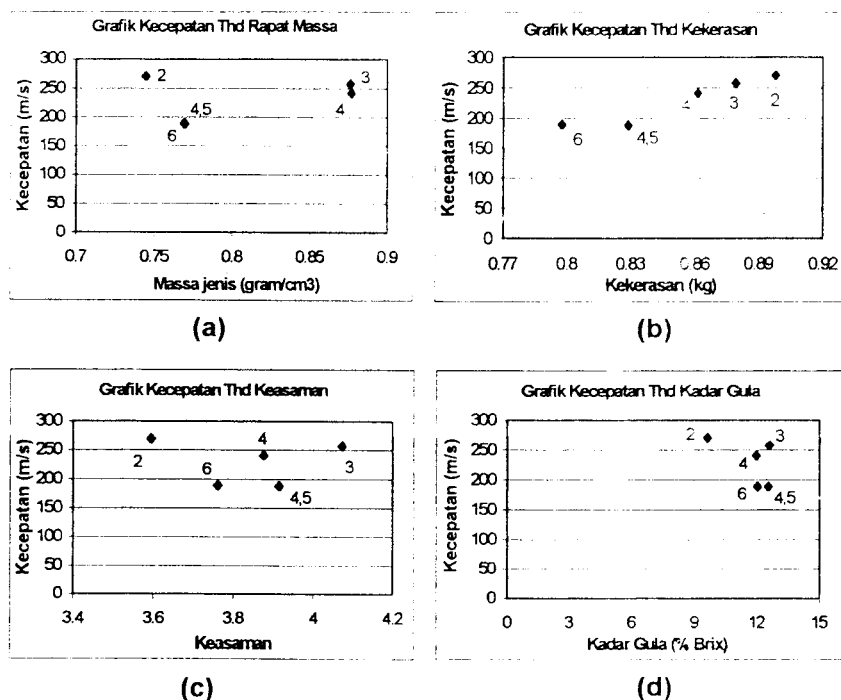 Grafik Kecepatan Thd Rapat Massa
Kecepatan (m/s)
300
250
200
150
100
50
0
2
3
4,5
4
6
0.7 0.75 0.8 0.85 0.9
Massa jenis (gram/cm3)
(a)
Grafik Kecepatan Thd Kekerasan
Kecepatan (m/s)
300
250
200
150
100
50
0
6
4,5
4
3
2
0.77 0.8 0.83 0.86 0.89 0.92
Kekerasan (kg)
(b)
Grafik Kecepatan Thd Keasaman
Kecepatan (m/s)
300
250
200
150
100
50
0
2
6
4
4,5
3
3.4 3.6 3.8 4 4.2
Keasaman
(c)
Grafik Kecepatan Thd Kadar Gula
Kecepatan (m/s)
300
250
200
150
100
50
0
2
3
4
6
4,5
0 3 6 9 12 15
Kadar Gula (% Brix)
(d)